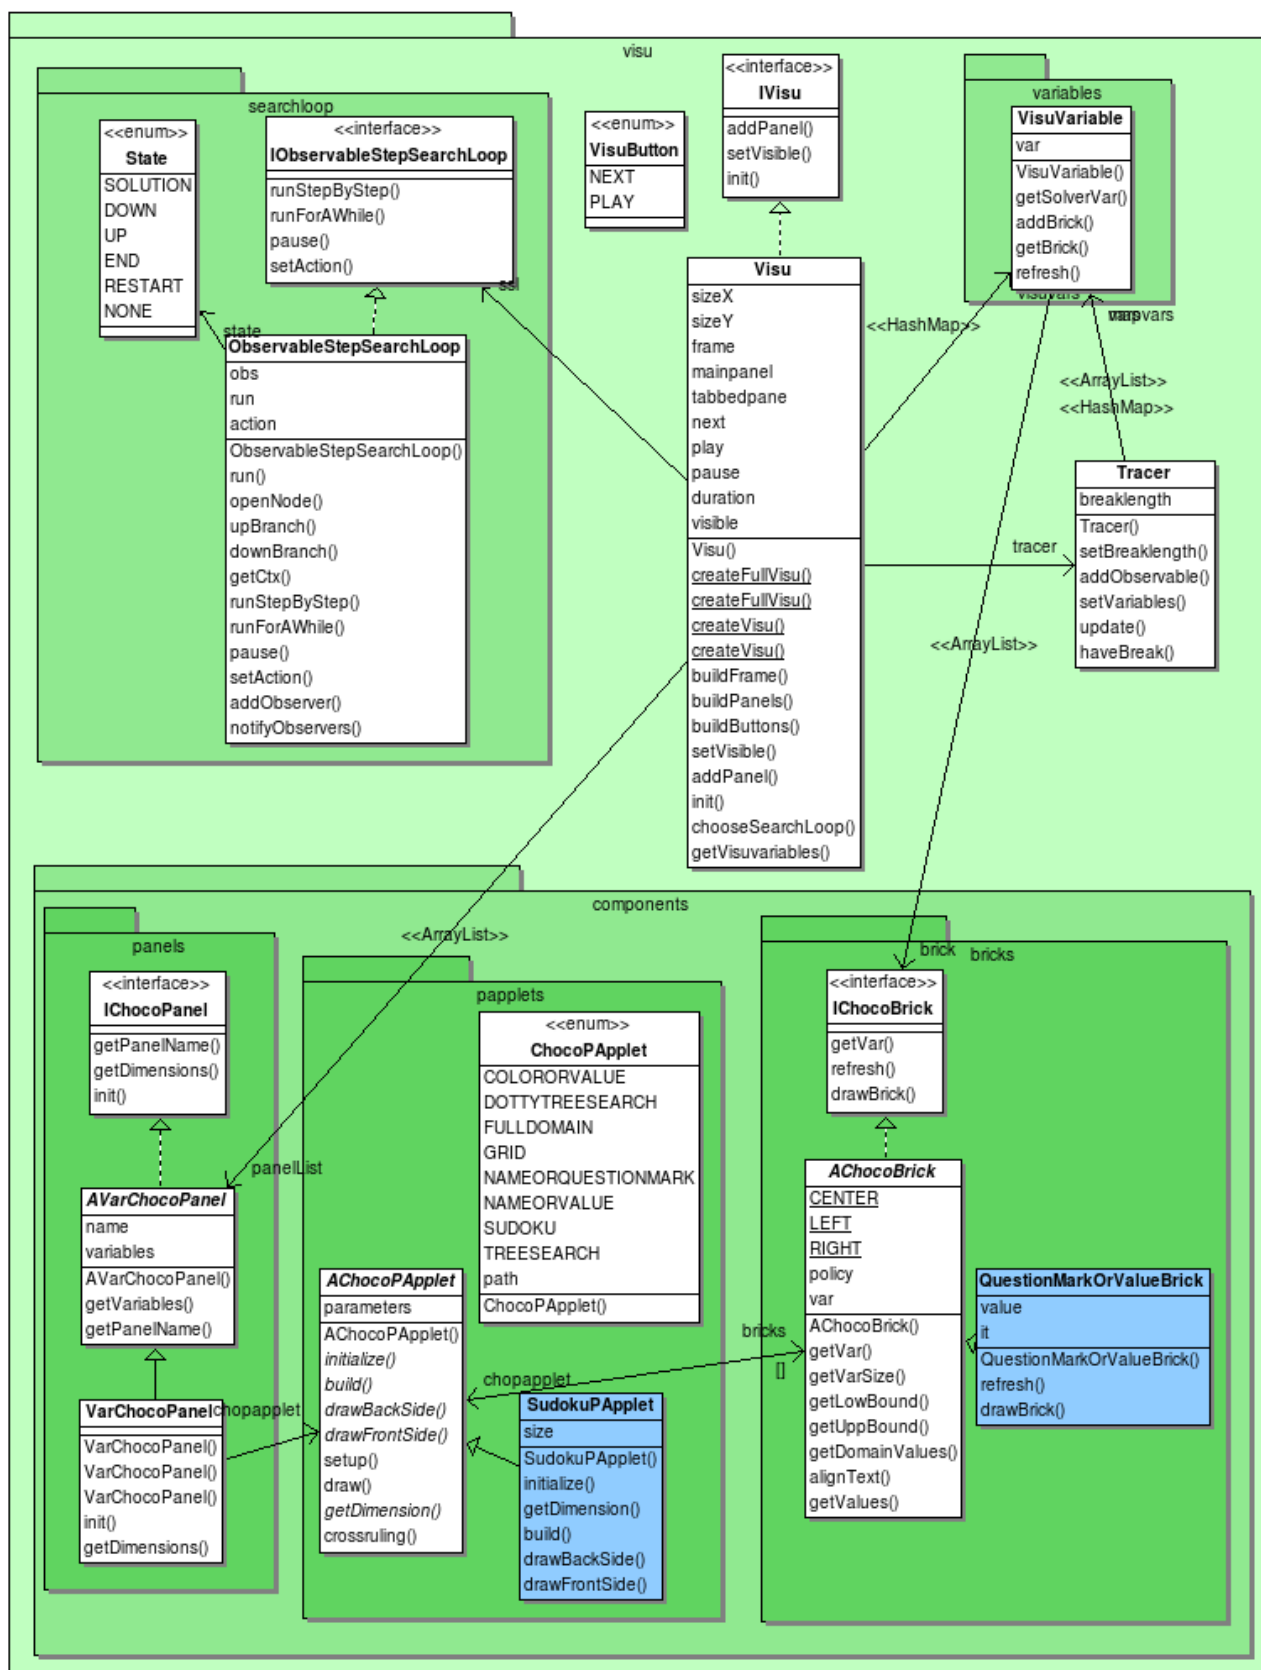 visu
searchloop
<<enum>>
State
SOLUTION
DOWN
UP
END
RESTART
NONE
<<interface>>
IObservableStepSearchLoop
runStepByStep()
runForAWhile()
pause()
setAction()
state
ssl
ObservableStepSearchLoop
obs
run
action
ObservableStepSearchLoop()
run()
openNode()
upBranch()
downBranch()
getCtx()
runStepByStep()
runForAWhile()
pause()
setAction()
addObserver()
notifyObservers()
<<enum>>
VisuButton
NEXT
PLAY
<<interface>>
IVisu
addPanel()
setVisible()
init()
Visu
sizeX
sizeY
frame
mainpanel
tabbedpane
next
play
pause
duration
visible
Visu()
createFullVisu()
createFullVisu()
createVisu()
createVisu()
buildFrame()
buildPanels()
buildButtons()
setVisible()
addPanel()
init()
chooseSearchLoop()
getVisuvariables()
variables
VisuVariable
var
VisuVariable()
getSolverVar()
addBrick()
getBrick()
refresh()
visuvars
<<HashMap>>
<<ArrayList>>
<<HashMap>>
tracer
Tracer
breaklength
Tracer()
setBreaklength()
addObservable()
setVariables()
update()
haveBreak()
<<ArrayList>>
components
<<ArrayList>>
panels
<<interface>>
IChocoPanel
getPanelName()
getDimensions()
init()
panelList
AVarChocoPanel
name
variables
AVarChocoPanel()
getVariables()
getPanelName()
VarChocoPanel
chopapplet
VarChocoPanel()
VarChocoPanel()
VarChocoPanel()
init()
getDimensions()
papplets
<<enum>>
ChocoPApplet
COLORORVALUE
DOTTYTREESEARCH
FULLDOMAIN
GRID
NAMEORQUESTIONMARK
NAMEORVALUE
SUDOKU
TREESEARCH
path
ChocoPApplet()
AChocoPApplet
parameters
AChocoPApplet()
initialize()
build()
drawBackSide()
drawFrontSide()
setup()
draw()
getDimension()
crossruling()
chopapplet
bricks
[]
SudokuPApplet
size
SudokuPApplet()
initialize()
getDimension()
build()
drawBackSide()
drawFrontSide()
brick
bricks
<<interface>>
IChocoBrick
getVar()
refresh()
drawBrick()
AChocoBrick
CENTER
LEFT
RIGHT
policy
var
AChocoBrick()
getVar()
getVarSize()
getLowBound()
getUppBound()
getDomainValues()
alignText()
getValues()
QuestionMarkOrValueBrick
value
it
QuestionMarkOrValueBrick()
refresh()
drawBrick()